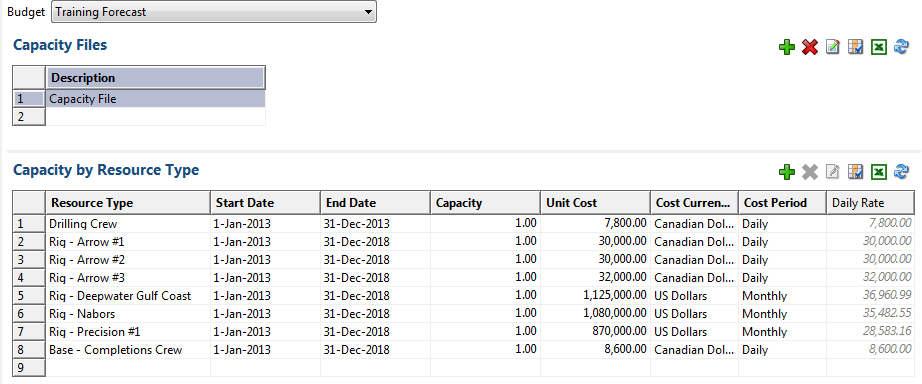 Budget Training Forecast
Capacity Files
Description
1 Capacity File
2
Capacity by Resource Type
Resource Type Start Date End Date Capacity Unit Cost Cost Curren... Cost Period Daily Rate
1 Drilling Crew 1-Jan-2013 31-Dec-2013 1.00 7,800.00 Canadian Dol... Daily 7,800.00
2 Rig - Arrow #1 1-Jan-2013 31-Dec-2018 1.00 30,000.00 Canadian Dol... Daily 30,000.00
3 Rig - Arrow #2 1-Jan-2013 31-Dec-2018 1.00 30,000.00 Canadian Dol... Daily 30,000.00
4 Rig - Arrow #3 1-Jan-2013 31-Dec-2018 1.00 32,000.00 Canadian Dol... Daily 32,000.00
5 Rig - Deepwater Gulf Coast 1-Jan-2013 31-Dec-2018 1.00 1,125,000.00 US Dollars Monthly 36,960.99
6 Rig - Nabors 1-Jan-2013 31-Dec-2018 1.00 1,080,000.00 US Dollars Monthly 35,482.55
7 Rig - Precision #1 1-Jan-2013 31-Dec-2018 1.00 870,000.00 US Dollars Monthly 28,583.16
8 Base - Completions Crew 1-Jan-2013 31-Dec-2018 1.00 8,600.00 Canadian Dol... Daily 8,600.00
9